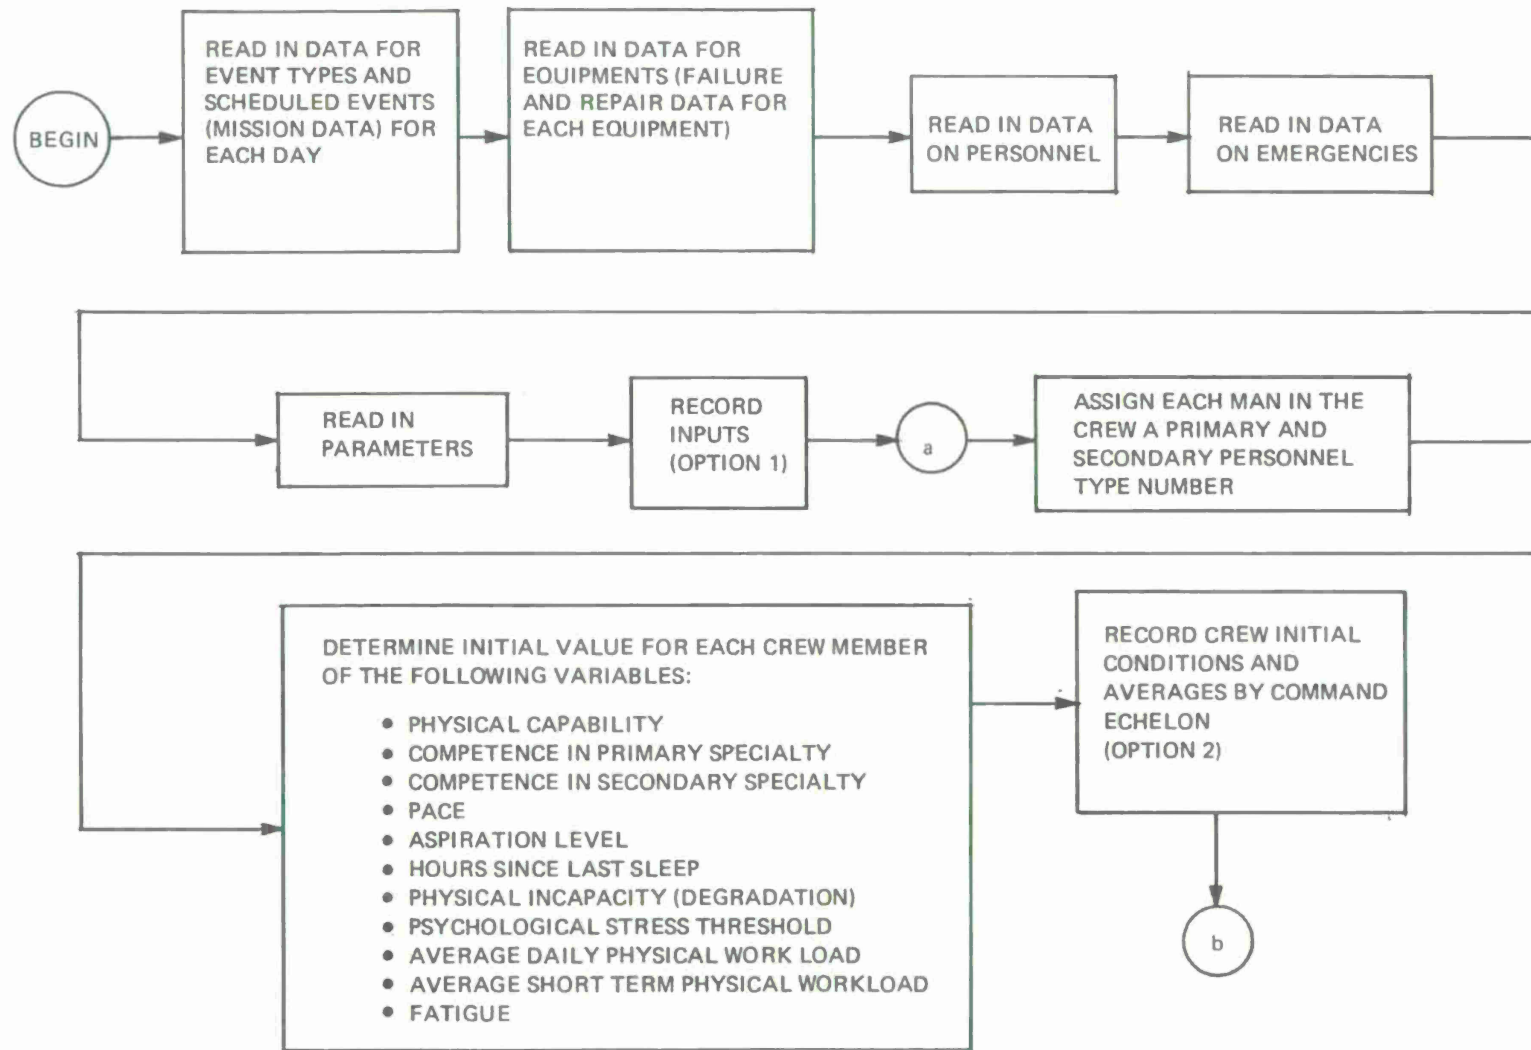 BEGIN
READ IN DATA FOR
EVENT TYPES AND
SCHEDULED EVENTS
(MISSION DATA) FOR
EACH DAY
READ IN DATA FOR
EQUIPMENTS (FAILURE
AND REPAIR DATA FOR
EACH EQUIPMENT)
READ IN DATA
ON PERSONNEL
READ IN DATA
ON EMERGENCIES
READ IN
PARAMETERS
RECORD
INPUTS
(OPTION 1)
a
ASSIGN EACH MAN IN THE
CREW A PRIMARY AND
SECONDARY PERSONNEL
TYPE NUMBER
DETERMINE INITIAL VALUE FOR EACH CREW MEMBER
OF THE FOLLOWING VARIABLES:
• PHYSICAL CAPABILITY
• COMPETENCE IN PRIMARY SPECIALTY
• COMPETENCE IN SECONDARY SPECIALTY
• PACE
• ASPIRATION LEVEL
• HOURS SINCE LAST SLEEP
• PHYSICAL INCAPACITY (DEGRADATION)
• PSYCHOLOGICAL STRESS THRESHOLD
• AVERAGE DAILY PHYSICAL WORK LOAD
• AVERAGE SHORT TERM PHYSICAL WORKLOAD
• FATIGUE
RECORD CREW INITIAL
CONDITIONS AND
AVERAGES BY COMMAND
ECHELON
(OPTION 2)
b